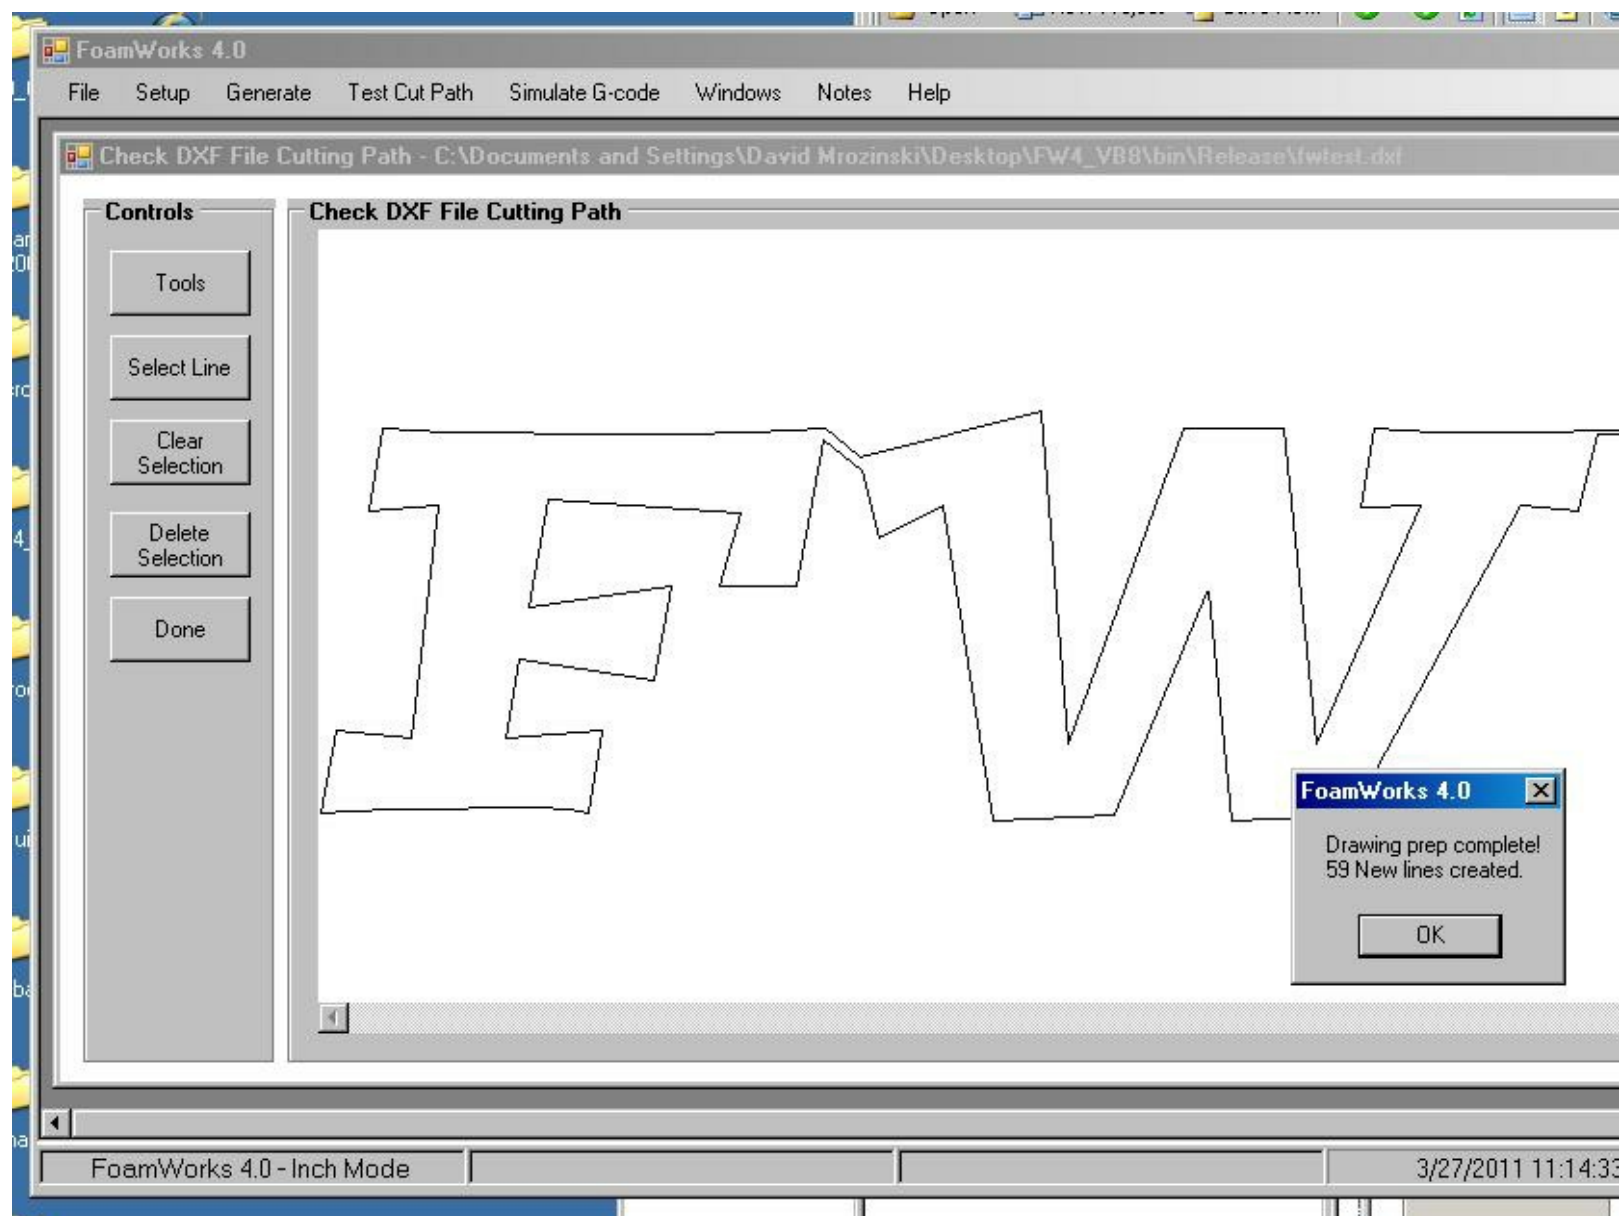 FoamWorks 4.0
File Setup Generate Test Cut Path Simulate G-code Windows Notes Help
Check DXF File Cutting Path - C:\Documents and Settings\David Mrozinski\Desktop\FW4_VB8\bin\Release\fwtest.dxf
Controls
Check DXF File Cutting Path
Tools
Select Line
Clear
Selection
Delete
Selection
Done
FWT
FoamWorks 4.0
Drawing prep complete!
59 New lines created.
OK
FoamWorks 4.0 - Inch Mode
3/27/2011 11:14:33